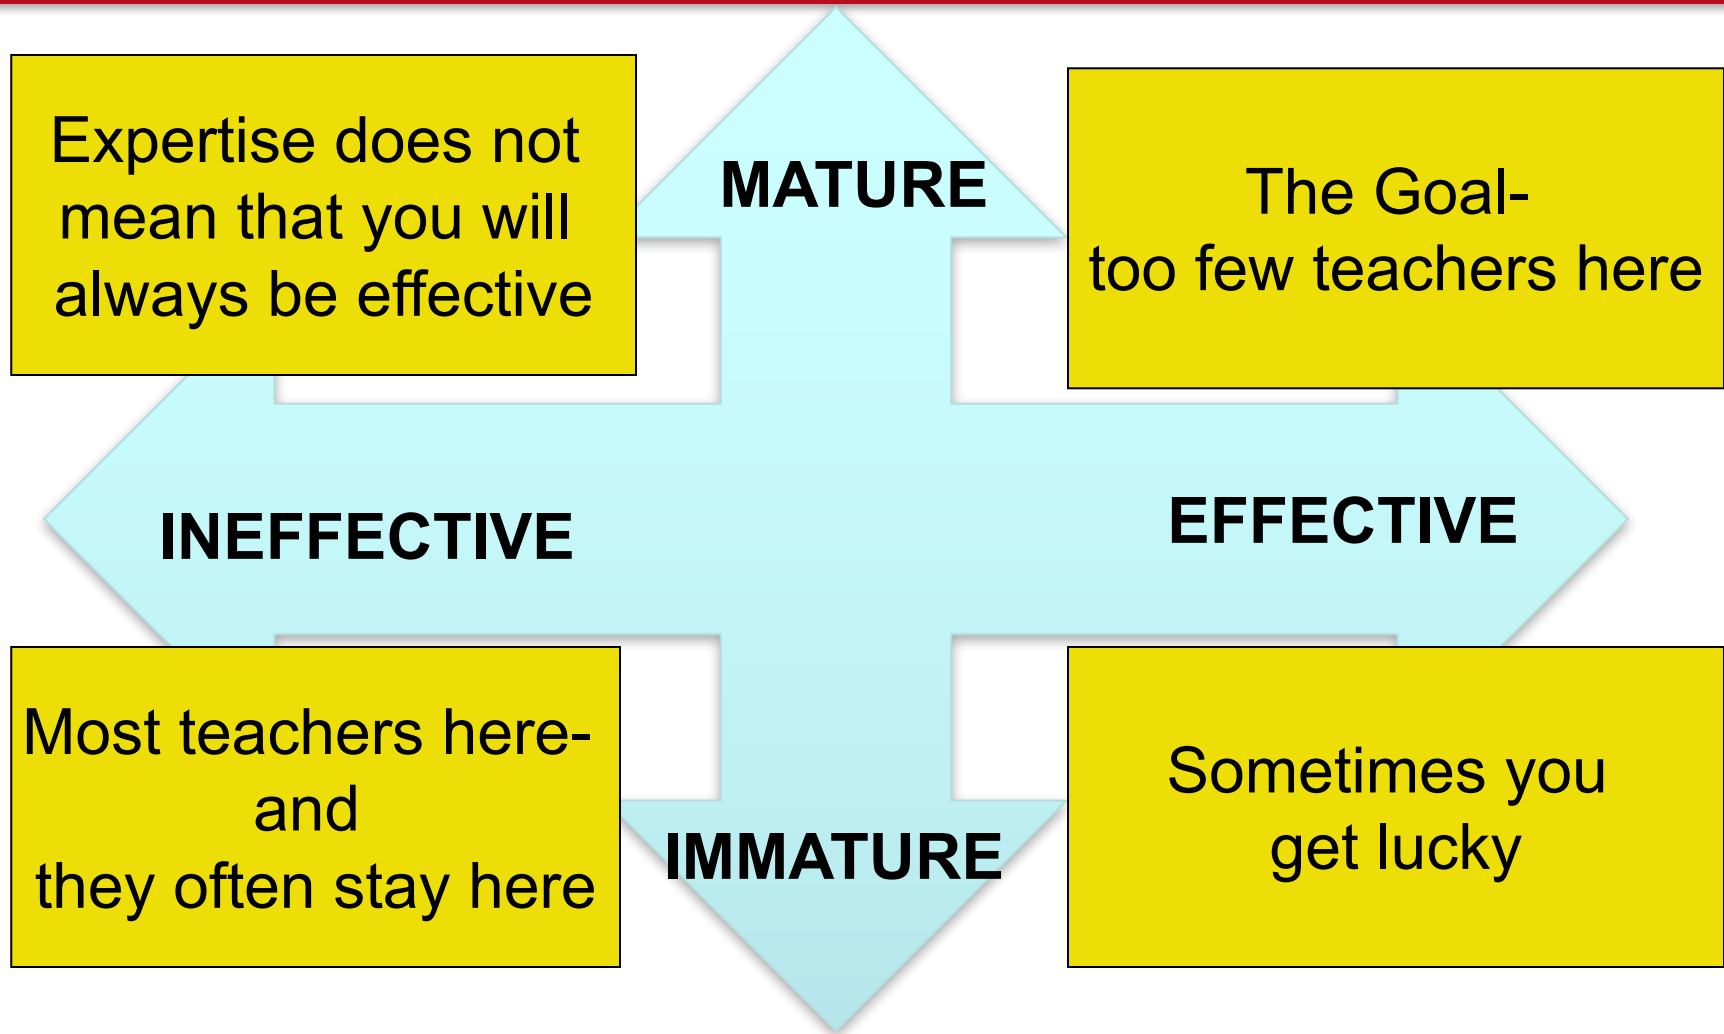 Expertise does not
mean that you will
always be effective
MATURE
The Goal-
too few teachers here
INEFFECTIVE
EFFECTIVE
Most teachers here-
and
they often stay here
IMMATURE
Sometimes you
get lucky